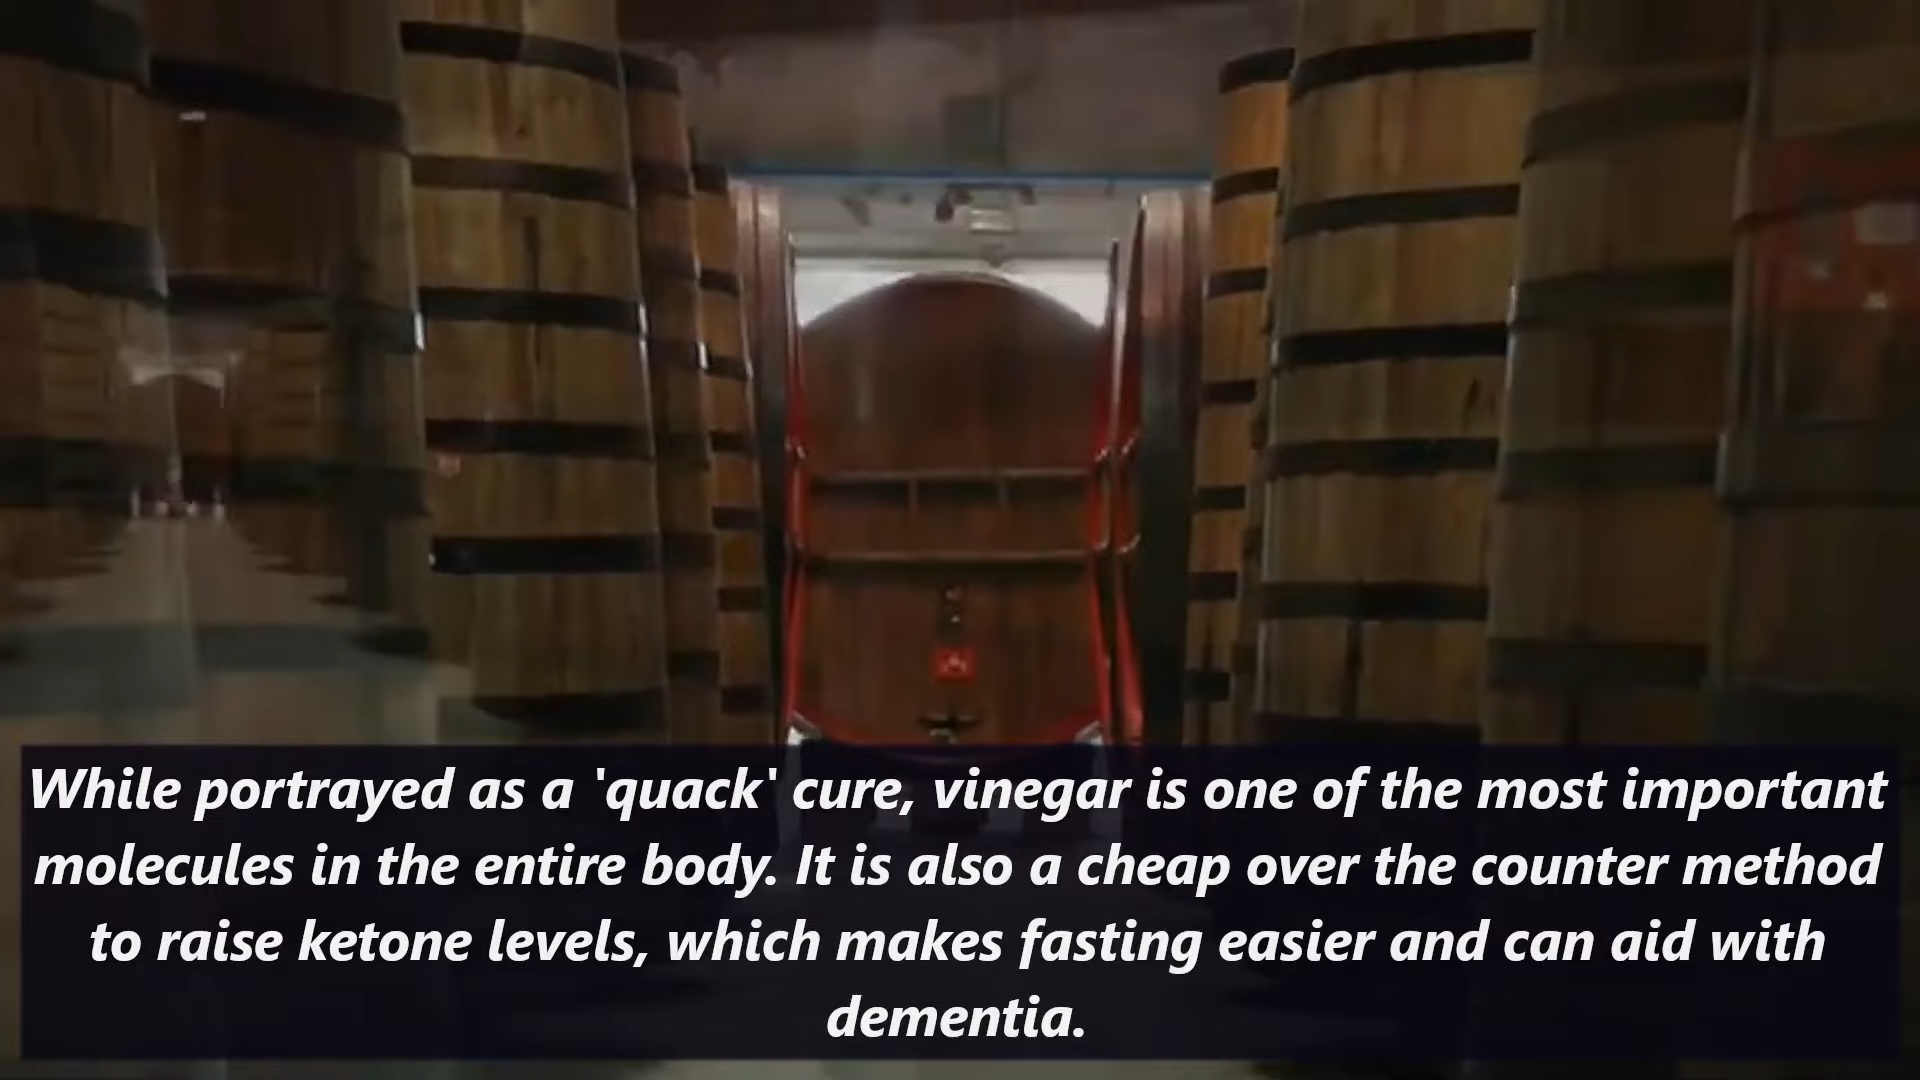 While portrayed as a 'quack' cure, vinegar is one of the most important
molecules in the entire body. It is also a cheap over the counter method
to raise ketone levels, which makes fasting easier and can aid with
dementia.